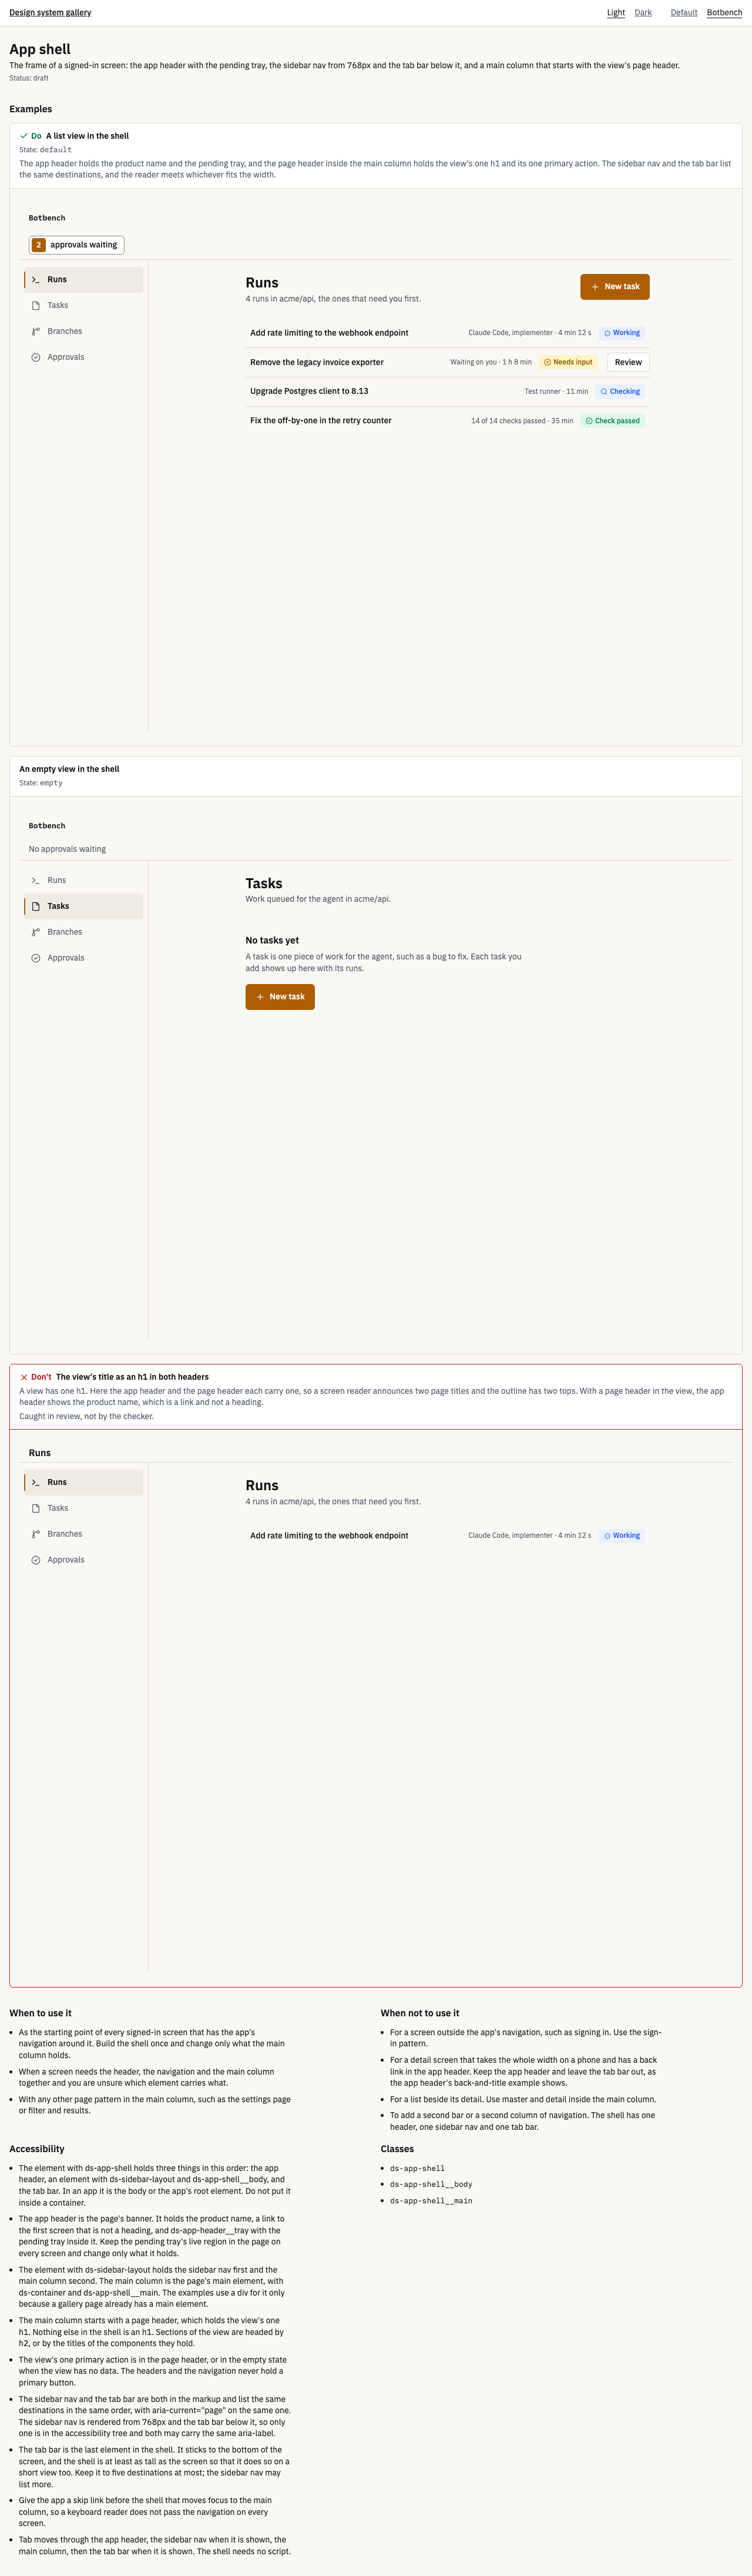 Design system gallery
Light Dark Default Botbench
App shell
The frame of a signed-in screen: the app header with the pending tray, the sidebar nav from 768px and the tab bar below it, and a main column that starts with the view's page header.
Status: draft
Examples
Do A list view in the shell
State: default
The app header holds the product name and the pending tray, and the page header inside the main column holds the view's one h1 and its one primary action. The sidebar nav and the tab bar list
the same destinations, and the reader meets whichever fits the width.
Botbench
2 approvals waiting
Runs
Tasks
Branches
Approvals
Runs
4 runs in acme/api, the ones that need you first.
New task
Add rate limiting to the webhook endpoint Claude Code, implementer · 4 min 12 s Working
Remove the legacy invoice exporter Waiting on you · 1 h 8 min Needs input Review
Upgrade Postgres client to 8.13 Test runner · 11 min Checking
Fix the off-by-one in the retry counter 14 of 14 checks passed · 35 min Check passed
An empty view in the shell
State: empty
Botbench
No approvals waiting
Runs
Tasks
Branches
Approvals
Tasks
Work queued for the agent in acme/api.
No tasks yet
A task is one piece of work for the agent, such as a bug to fix. Each task you
add shows up here with its runs.
New task
Don't The view's title as an h1 in both headers
A view has one h1. Here the app header and the page header each carry one, so a screen reader announces two page titles and the outline has two tops. With a page header in the view, the app
header shows the product name, which is a link and not a heading.
Caught in review, not by the checker.
Runs
Runs
Tasks
Branches
Approvals
Runs
4 runs in acme/api, the ones that need you first.
Add rate limiting to the webhook endpoint Claude Code, implementer · 4 min 12 s Working
When to use it
As the starting point of every signed-in screen that has the app's
navigation around it. Build the shell once and change only what the main
column holds.
When a screen needs the header, the navigation and the main column
together and you are unsure which element carries what.
With any other page pattern in the main column, such as the settings page
or filter and results.
When not to use it
For a screen outside the app's navigation, such as signing in. Use the sign-
in pattern.
For a detail screen that takes the whole width on a phone and has a back
link in the app header. Keep the app header and leave the tab bar out, as
the app header's back-and-title example shows.
For a list beside its detail. Use master and detail inside the main column.
To add a second bar or a second column of navigation. The shell has one
header, one sidebar nav and one tab bar.
Accessibility
The element with ds-app-shell holds three things in this order: the app
header, an element with ds-sidebar-layout and ds-app-shell__body, and
the tab bar. In an app it is the body or the app's root element. Do not put it
inside a container.
The app header is the page's banner. It holds the product name, a link to
the first screen that is not a heading, and ds-app-header__tray with the
pending tray inside it. Keep the pending tray's live region in the page on
every screen and change only what it holds.
The element with ds-sidebar-layout holds the sidebar nav first and the
main column second. The main column is the page's main element, with
ds-container and ds-app-shell__main. The examples use a div for it only
because a gallery page already has a main element.
The main column starts with a page header, which holds the view's one
h1. Nothing else in the shell is an h1. Sections of the view are headed by
h2, or by the titles of the components they hold.
The view's one primary action is in the page header, or in the empty state
when the view has no data. The headers and the navigation never hold a
primary button.
The sidebar nav and the tab bar are both in the markup and list the same
destinations in the same order, with aria-current="page" on the same one.
The sidebar nav is rendered from 768px and the tab bar below it, so only
one is in the accessibility tree and both may carry the same aria-label.
The tab bar is the last element in the shell. It sticks to the bottom of the
screen, and the shell is at least as tall as the screen so that it does so on a
short view too. Keep it to five destinations at most; the sidebar nav may
list more.
Give the app a skip link before the shell that moves focus to the main
column, so a keyboard reader does not pass the navigation on every
screen.
Tab moves through the app header, the sidebar nav when it is shown, the
main column, then the tab bar when it is shown. The shell needs no script.
Classes
ds-app-shell
ds-app-shell__body
ds-app-shell__main